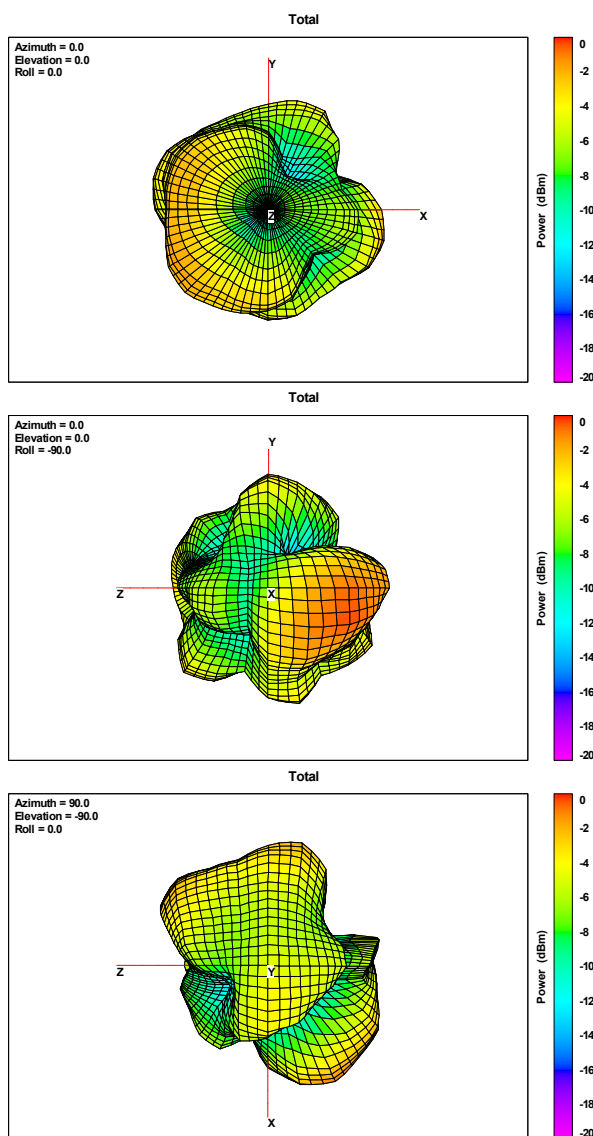 Total
Azimuth = 0.0
Elevation = 0.0
Roll = 0.0
Y
X
Z
0
-2
-4
-6
-8
-10
-12
-14
-16
-18
-20
Power (dBm)
Total
Azimuth = 0.0
Elevation = 0.0
Roll = -90.0
Y
Z
X
0
-2
-4
-6
-8
-10
-12
-14
-16
-18
-20
Power (dBm)
Total
Azimuth = 90.0
Elevation = -90.0
Roll = 0.0
Z
Y
X
0
-2
-4
-6
-8
-10
-12
-14
-16
-18
-20
Power (dBm)